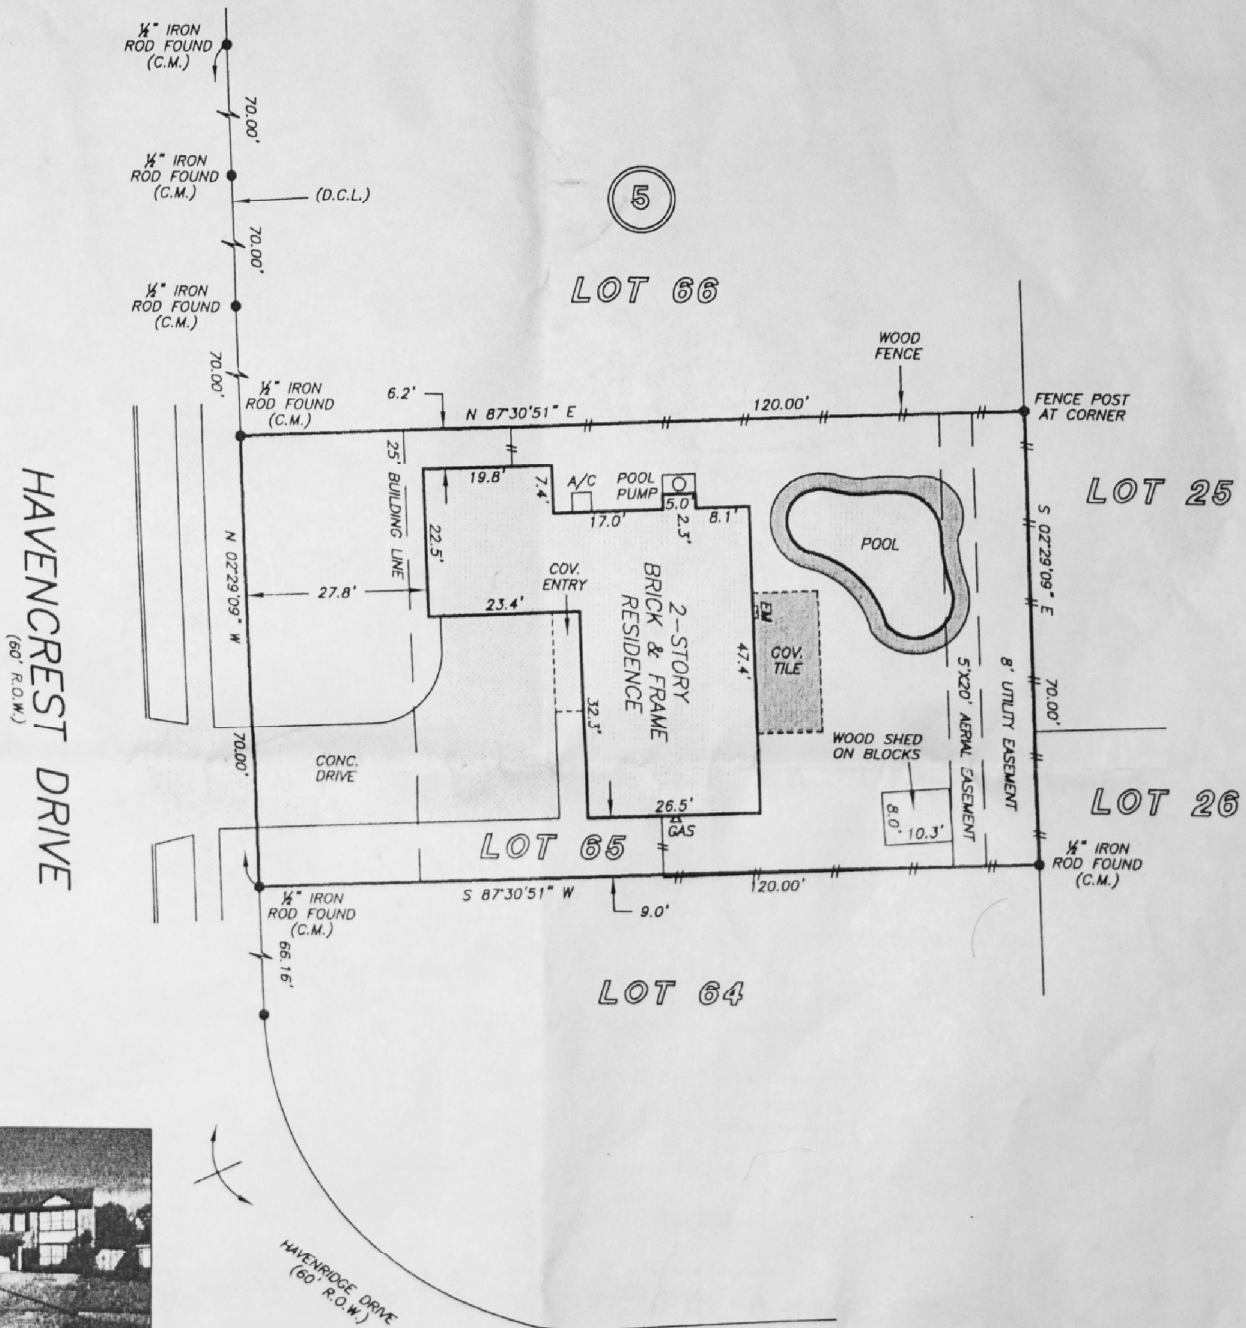 ½" IRON
ROD FOUND
(C.M.)
70.00'
½" IRON
ROD FOUND
(C.M.)
(D.C.L.)
5
70.00'
LOT 66
½" IRON
ROD FOUND
(C.M.)
70.00'
WOOD
FENCE
½" IRON
ROD FOUND
(C.M.)
6.2'
N 87°30'51" E
120.00'
FENCE POST
AT CORNER
HAVENCREST DRIVE
(60' R.O.W.)
N 02°29'09" W
70.00'
25' BUILDING LINE
27.8'
19.8'
7.4'
A/C
POOL
PUMP
17.0'
5.0'
2.3'
8.1'
22.5'
23.4'
COV.
ENTRY
2-STORY
BRICK & FRAME
RESIDENCE
32.3'
47.4'
EM
COV.
TILE
POOL
LOT 25
S 02°29'09" E
70.00'
8' UTILITY EASEMENT
5'X20' AERIAL EASEMENT
WOOD SHED
ON BLOCKS
8.0'
10.3'
CONC.
DRIVE
26.5'
GAS
LOT 65
LOT 26
½" IRON
ROD FOUND
(C.M.)
½" IRON
ROD FOUND
(C.M.)
S 87°30'51" W
120.00'
9.0'
66.16'
LOT 64
HAVENRIDGE DRIVE
(60' R.O.W.)